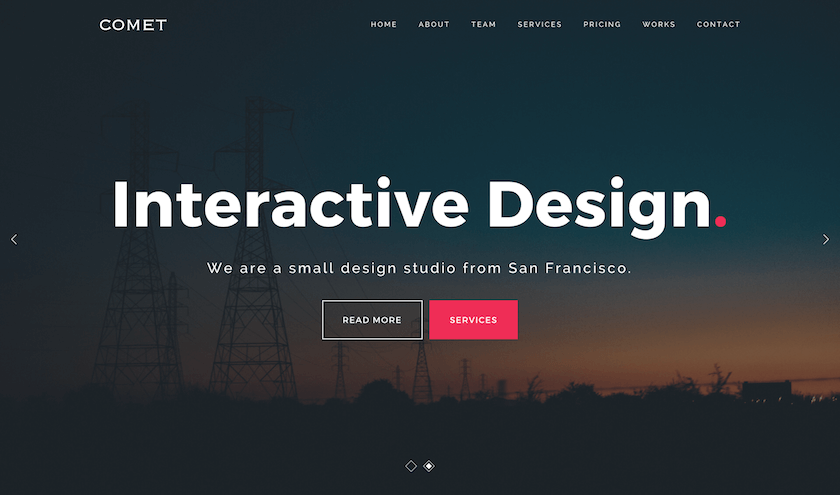 COMET
HOME ABOUT TEAM SERVICES PRICING WORKS CONTACT
Interactive Design.
We are a small design studio from San Francisco.
READ MORE
SERVICES